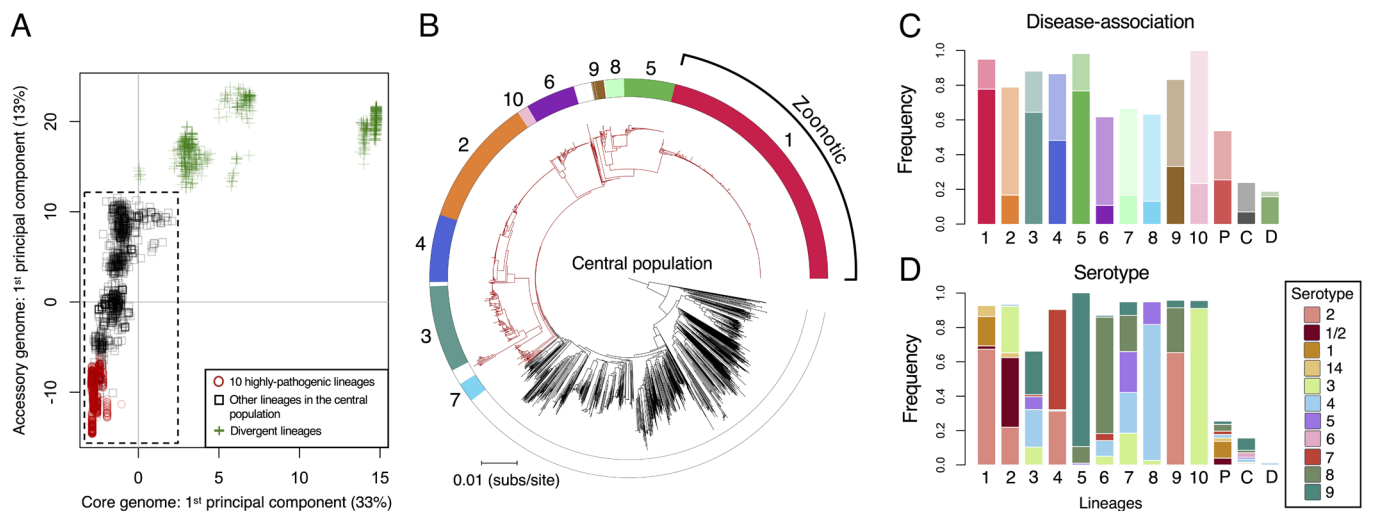 A
Accessory genome: 1st principal component (13%)
20
10
0
-10
0
5
10
15
Core genome: 1st principal component (33%)
10 highly-pathogenic lineages
Other lineages in the central
population
Divergent lineages
B
9
8
5
6
10
2
1
4
3
7
Zoonotic
Central population
0.01 (subs/site)
C
Disease-association
Frequency
1.0
0.8
0.6
0.4
0.2
0.0
1 2 3 4 5 6 7 8 9 10 P C D
D
Serotype
Frequency
1.0
0.8
0.6
0.4
0.2
0.0
1 2 3 4 5 6 7 8 9 10 P C D
Lineages
Serotype
2
1/2
1
14
3
4
5
6
7
8
9